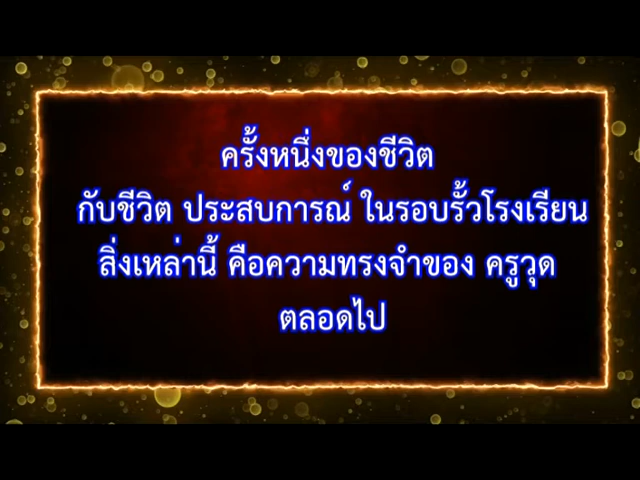 ครั้งหนึ่งของชีวิต
กับชีวิต ประสบการณ์ ในรอบรั้วโรงเรียน
สิ่งเหล่านี้ คือความทรงจำของ ครูวุด
ตลอดไป